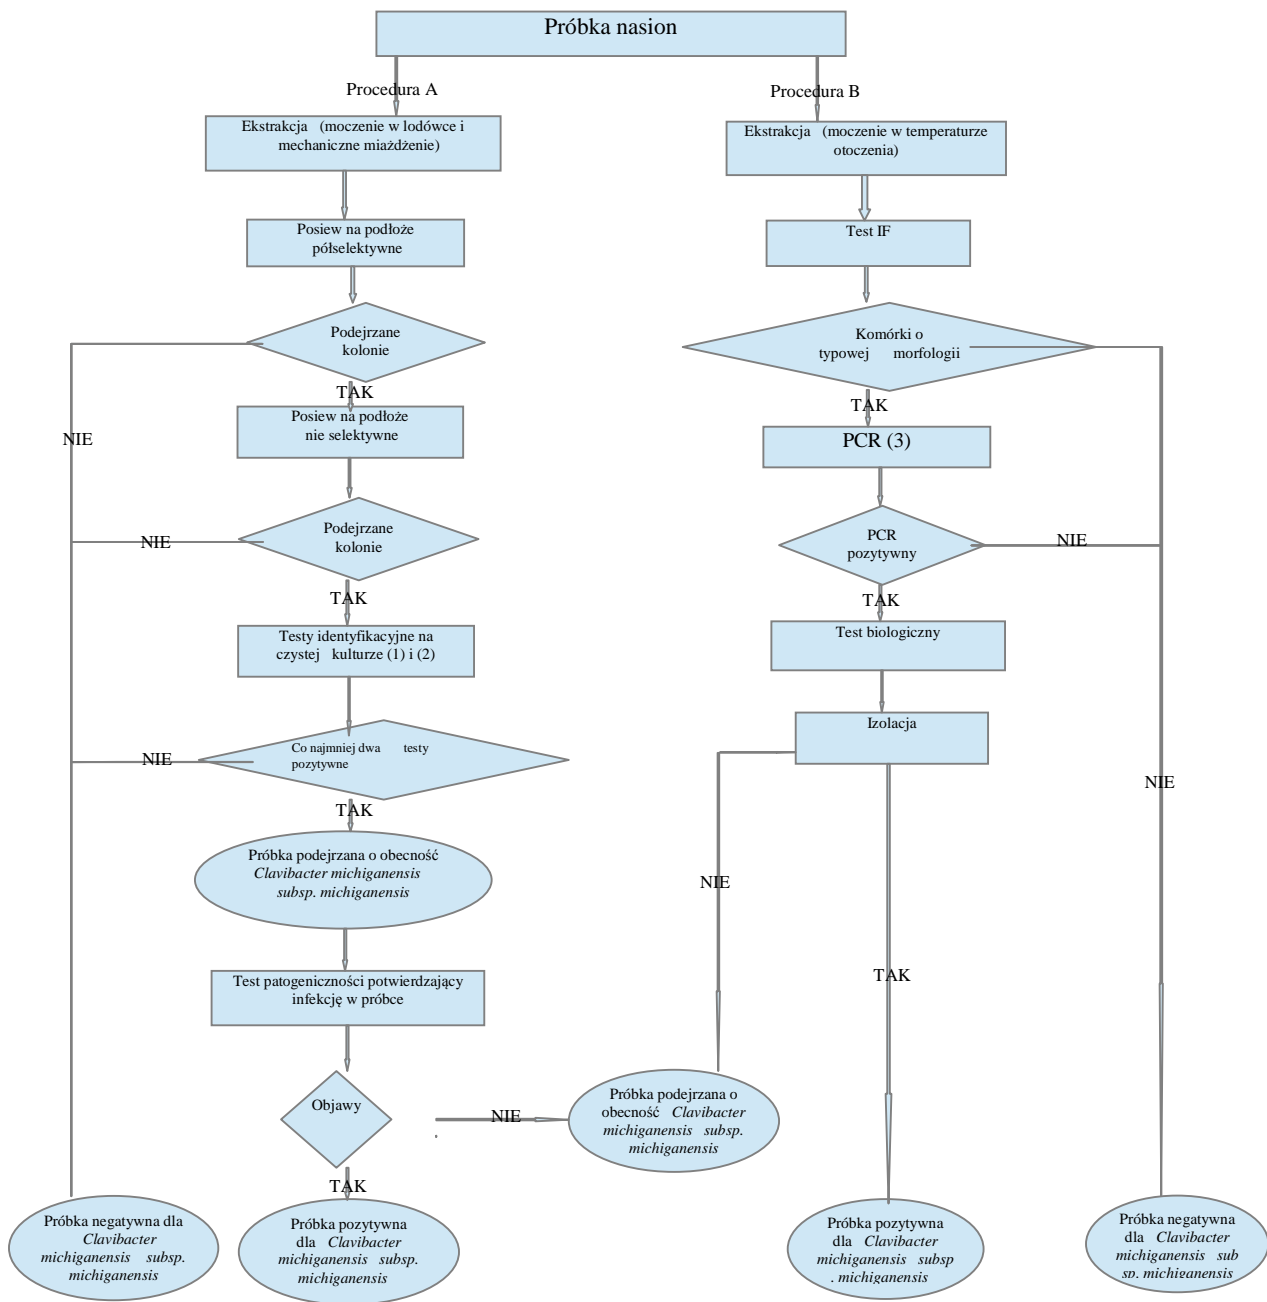 Próbka nasion
Procedura A
Ekstrakcja (moczenie w lodówce i
mechaniczne miażdżenie)
Posiew na podłoże
półselektywne
Podejrzane
kolonie
TAK
NIE
Posiew na podłoże
nie selektywne
Podejrzane
kolonie
NIE
TAK
Testy identyfikacyjne na
czystej kulturze (1) i (2)
Co najmniej dwa testy
pozytywne
NIE
TAK
Próbka podejrzana o obecność
Clavibacter michiganensis
subsp. michiganensis
Test patogeniczności potwierdzający
infekcję w próbce
Objawy
NIE
TAK
Próbka negatywna dla
Clavibacter
michiganensis subsp.
michiganensis
Próbka pozytywna
dla Clavibacter
michiganensis subsp.
michiganensis
Procedura B
Ekstrakcja (moczenie w temperaturze
otoczenia)
Test IF
Komórki o
typowej morfologii
TAK
PCR (3)
PCR
pozytywny
NIE
TAK
Test biologiczny
Izolacja
NIE
NIE
TAK
Próbka podejrzana o
obecność Clavibacter
michiganensis subsp.
michiganensis
Próbka pozytywna
dla Clavibacter
michiganensis subsp
. michiganensis
Próbka negatywna
dla Clavibacter
michiganensis sub
sp. michiganensis